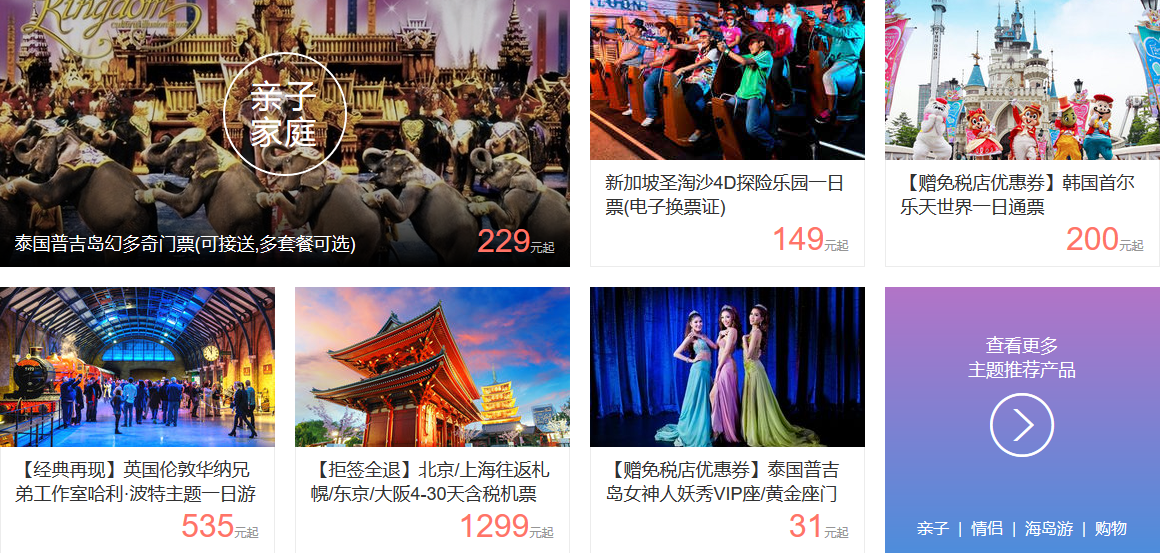 Kingdom
亲子
家庭
泰国普吉岛幻多奇门票(可接送,多套餐可选)
229元起
新加坡圣淘沙4D探险乐园一日
票(电子换票证)
149元起
【赠免税店优惠券】韩国首尔
乐天世界一日通票
200元起
【经典再现】英国伦敦华纳兄
弟工作室哈利·波特主题一日游
535元起
【拒签全退】北京/上海往返札
幌/东京/大阪4-30天含税机票
1299元起
【赠免税店优惠券】泰国普吉
岛女神人妖秀VIP座/黄金座门
31元起
查看更多
主题推荐产品
亲子 | 情侣 | 海岛游 | 购物